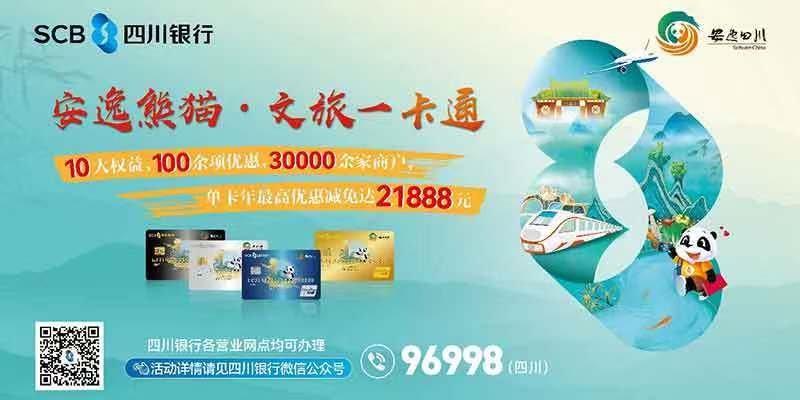 SCB 四川银行
安逸四川
Sichuan·China
安逸熊猫·文旅一卡通
10大权益、100余项优惠、30000余家商户，
单卡年最高优惠减免达21888元
四川银行各营业网点均可办理
活动详情请见四川银行微信公众号
96998(四川)